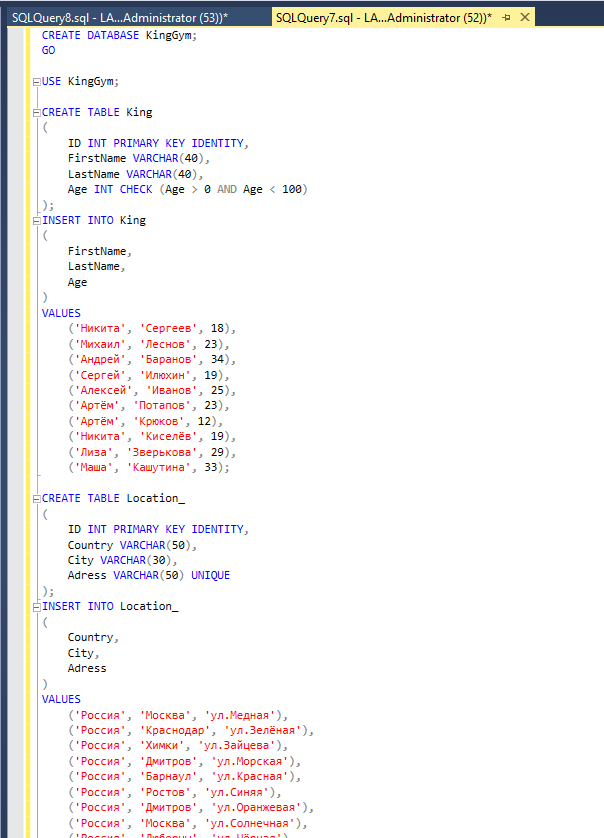 SQLQuery8.sql - LA...Administrator (53))*
SQLQuery7.sql - LA...Administrator (52))*
CREATE DATABASE KingGym;
GO
USE KingGym;
CREATE TABLE King
(
ID INT PRIMARY KEY IDENTITY,
FirstName VARCHAR(40),
LastName VARCHAR(40),
Age INT CHECK (Age > 0 AND Age < 100)
);
INSERT INTO King
(
FirstName,
LastName,
Age
)
VALUES
('Никита', 'Сергеев', 18),
('Михаил', 'Леснов', 23),
('Андрей', 'Баранов', 34),
('Сергей', 'Илюхин', 19),
('Алексей', 'Иванов', 25),
('Артём', 'Потапов', 23),
('Артём', 'Крюков', 12),
('Никита', 'Киселёв', 19),
('Лиза', 'Зверькова', 29),
('Маша', 'Кашутина', 33);
CREATE TABLE Location_
(
ID INT PRIMARY KEY IDENTITY,
Country VARCHAR(50),
City VARCHAR(30),
Adress VARCHAR(50) UNIQUE
);
INSERT INTO Location_
(
Country,
City,
Adress
)
VALUES
('Россия', 'Москва', 'ул.Медная'),
('Россия', 'Краснодар', 'ул.Зелёная'),
('Россия', 'Химки', 'ул.Зайцева'),
('Россия', 'Дмитров', 'ул.Морская'),
('Россия', 'Барнаул', 'ул.Красная'),
('Россия', 'Ростов', 'ул.Синяя'),
('Россия', 'Дмитров', 'ул.Оранжевая'),
('Россия', 'Москва', 'ул.Солнечная'),